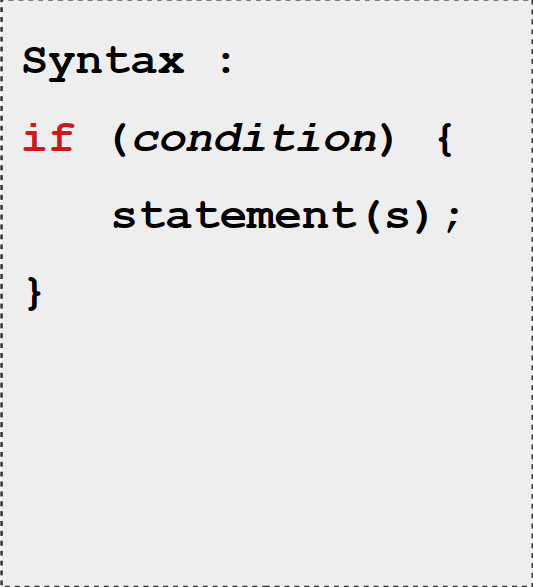 Syntax :
if (condition) {
    statement(s);
}